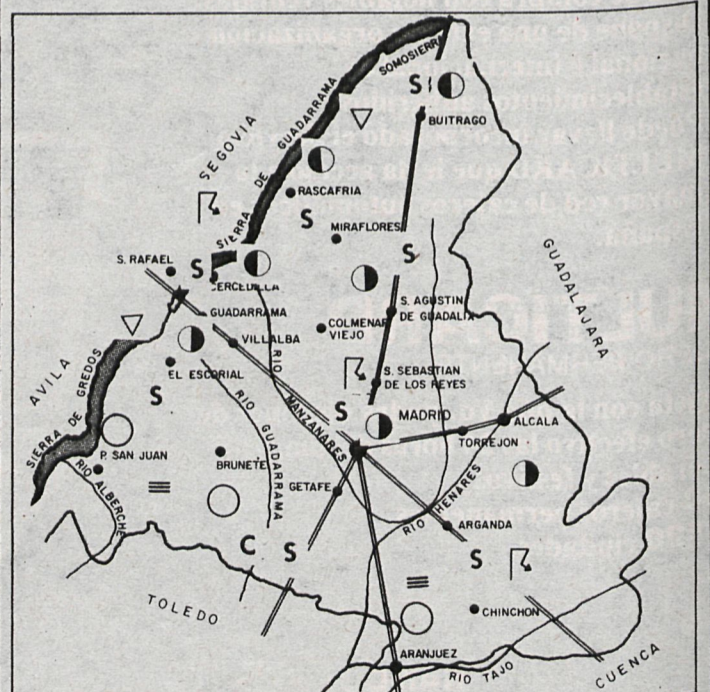 SOMOSIERRA
S
BUITRAGO
SIERRA DE GUADARRAMA
SEGOVIA
RASCAFRIA
S
MIRAFLORES
S
S. RAFAEL
S
CERCEDILLA
GUADALAJARA
GUADARRAMA
S. AGUSTIN
DE GUADALIX
COLMENAR
VIEJO
VILLALBA
RIO MANZANARES
AVILA
EL ESCORIAL
S. SEBASTIAN
DE LOS REYES
S
RIO GUADARRAMA
S
MADRID
ALCALA
TORREJON
SIERRA DE GREDOS
P. SAN JUAN
BRUNETE
RIO ALBERCHE
GETAFE
RIO HENARES
ARGANDA
C
S
S
TOLEDO
CHINCHON
ARANJUEZ
RIO TAJO
CUENCA